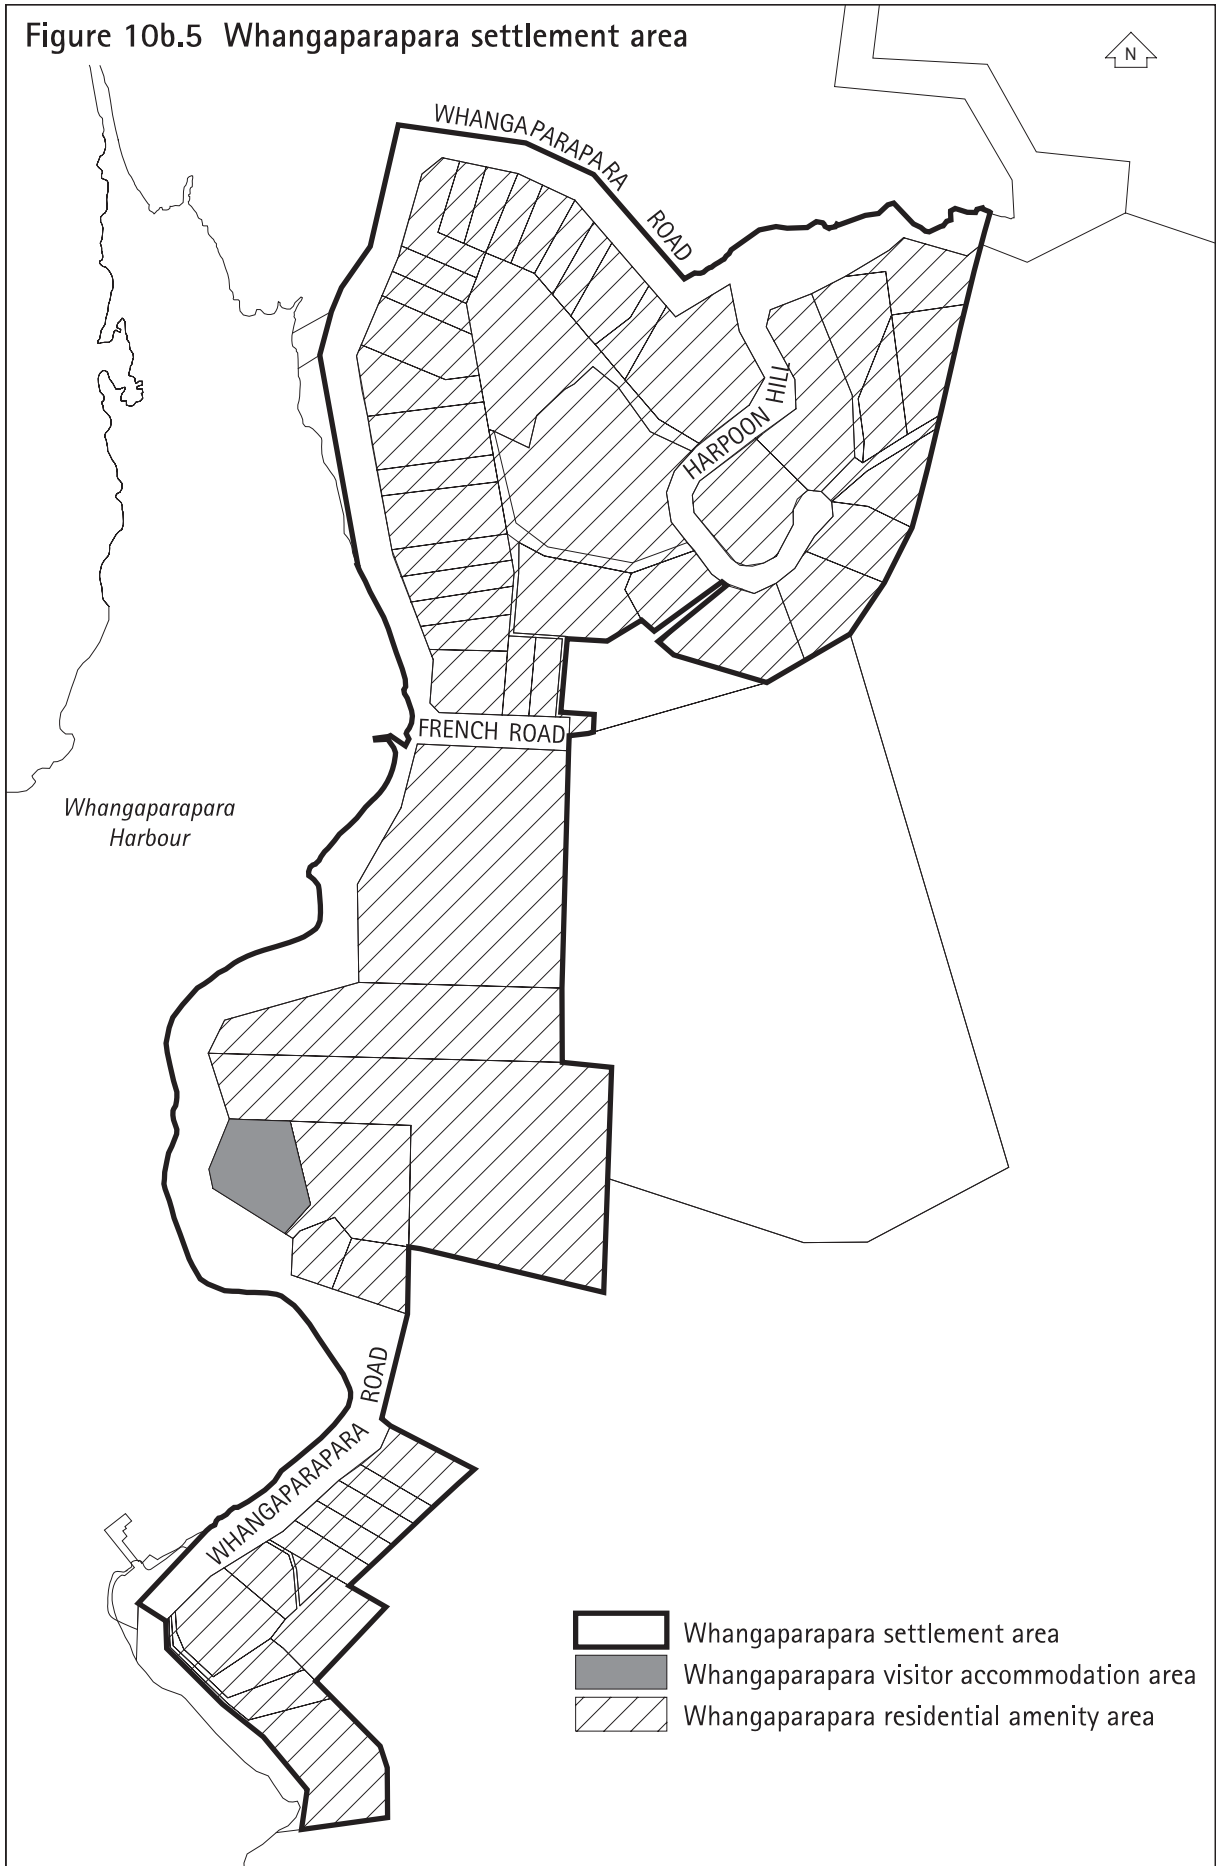 Figure 10b.5 Whangaparapara settlement area
N
WHANGAPARAPARA
ROAD
HARPOON HILL
FRENCH ROAD
Whangaparapara
Harbour
ROAD
WHANGAPARAPARA
Whangaparapara settlement area
Whangaparapara visitor accommodation area
Whangaparapara residential amenity area